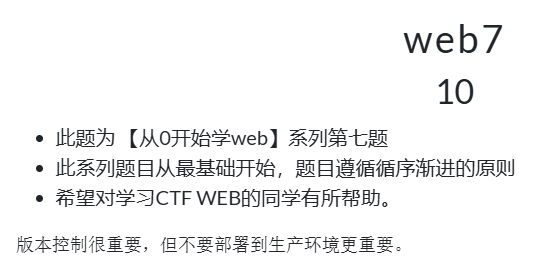 web7
10
此题为 【从0开始学web】系列第七题
此系列题目从最基础开始，题目遵循循序渐进的原则
希望对学习CTF WEB的同学有所帮助。
版本控制很重要，但不要部署到生产环境更重要。